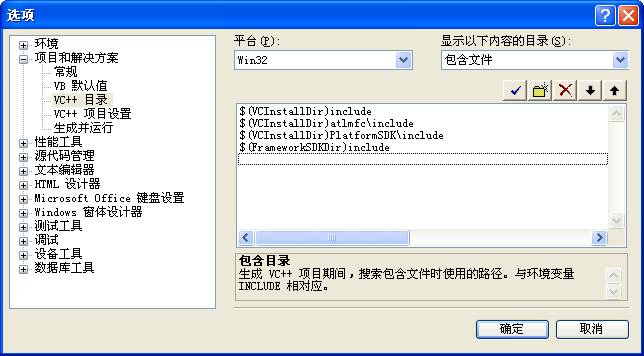 选项
环境
项目和解决方案
常规
VB 默认值
VC++ 目录
VC++ 项目设置
生成并运行
性能工具
源代码管理
文本编辑器
HTML 设计器
Microsoft Office 键盘设置
Windows 窗体设计器
测试工具
调试
设备工具
数据库工具
平台(P):
显示以下内容的目录(S):
Win32
包含文件
$(VCInstallDir)include
$(VCInstallDir)atlmfc\include
$(VCInstallDir)PlatformSDK\include
$(FrameworkSDKDir)include
包含目录
生成 VC++ 项目期间，搜索包含文件时使用的路径。与环境变量
INCLUDE 相对应。
确定
取消